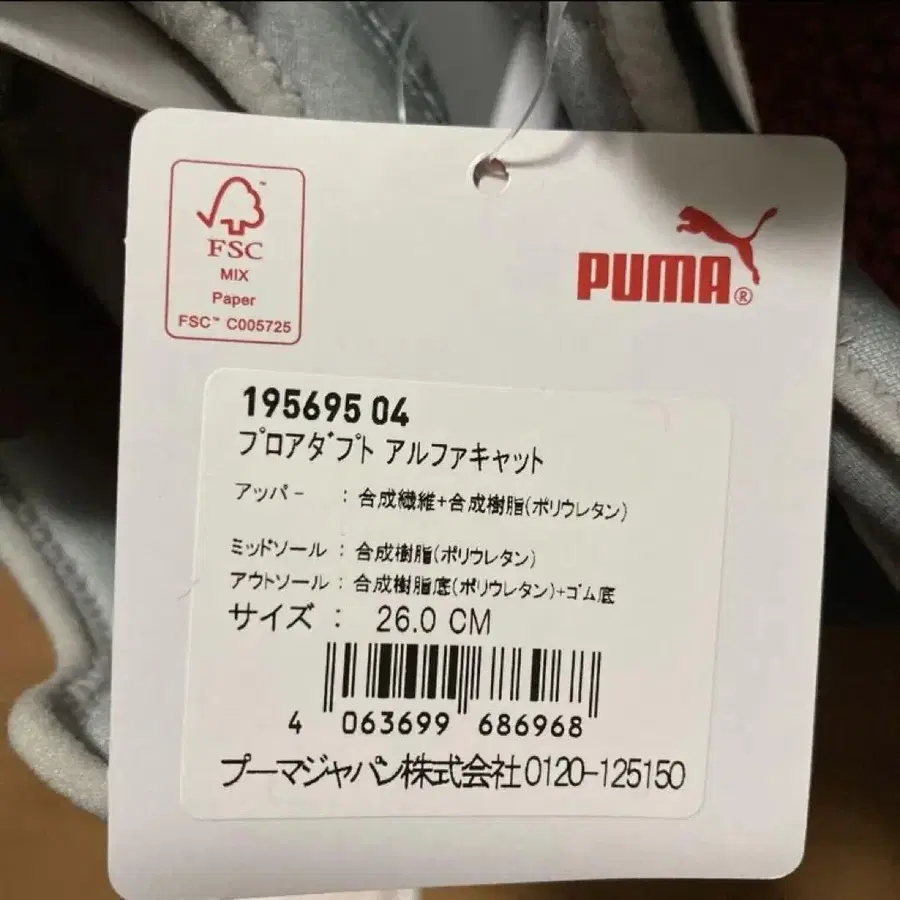 FSC
MIX
Paper
FSC™ C005725
PUMA®
195695 04
プロアダプト アルファキャット
アッパー : 合成繊維+合成樹脂(ポリウレタン)
ミッドソール : 合成樹脂(ポリウレタン)
アウトソール : 合成樹脂底(ポリウレタン)+ゴム底
サイズ : 26.0 CM
4 063699 686968
プーマジャパン株式会社 0120-125150